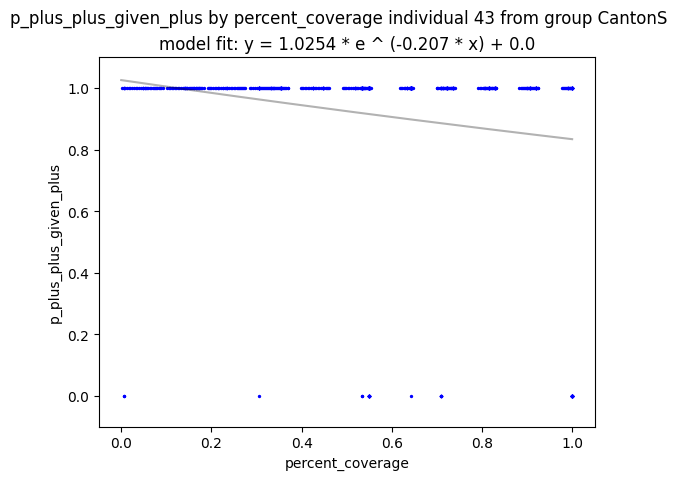 p_plus_plus_given_plus by percent_coverage individual 43 from group CantonS
model fit: y = 1.0254 * e ^ (-0.207 * x) + 0.0
1.0
0.8
0.6
0.4
0.2
0.0
p_plus_plus_given_plus
0.0 0.2 0.4 0.6 0.8 1.0
percent_coverage